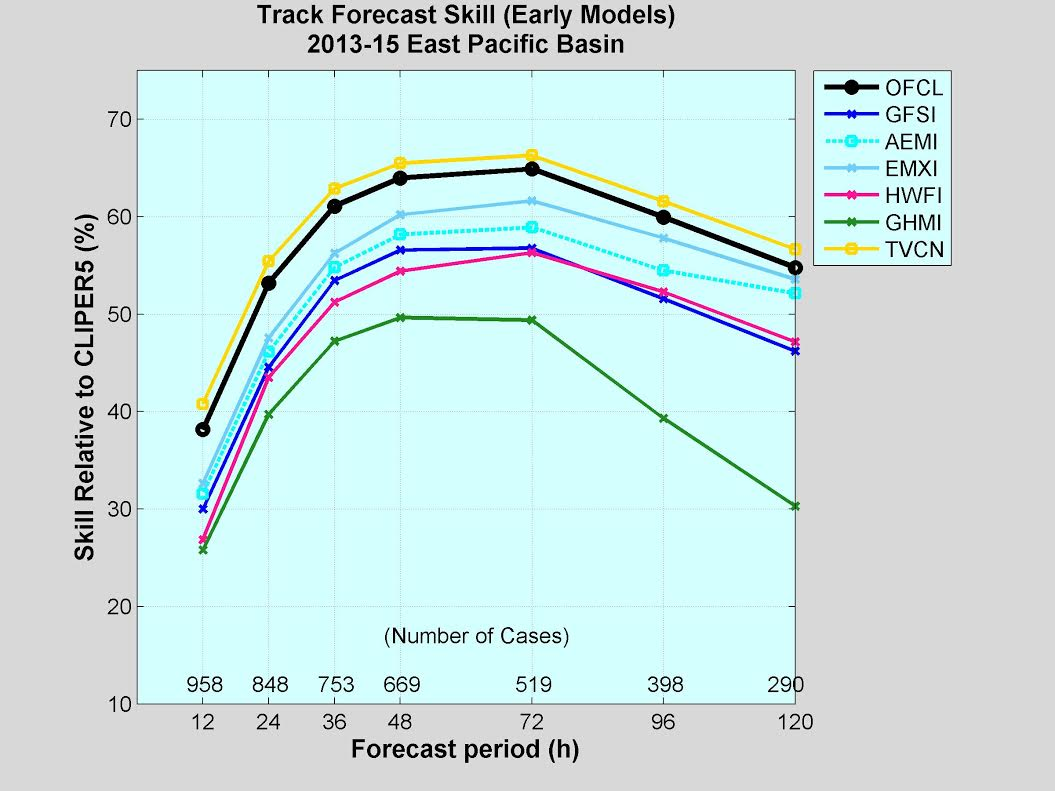 Track Forecast Skill (Early Models)
2013-15 East Pacific Basin
OFCL
GFSI
AEMI
EMXI
HWFI
GHMI
TVCN
Skill Relative to CLIPER5 (%)
70
60
50
40
30
20
10
(Number of Cases)
958 848 753 669 519 398 290
12 24 36 48 72 96 120
Forecast period (h)